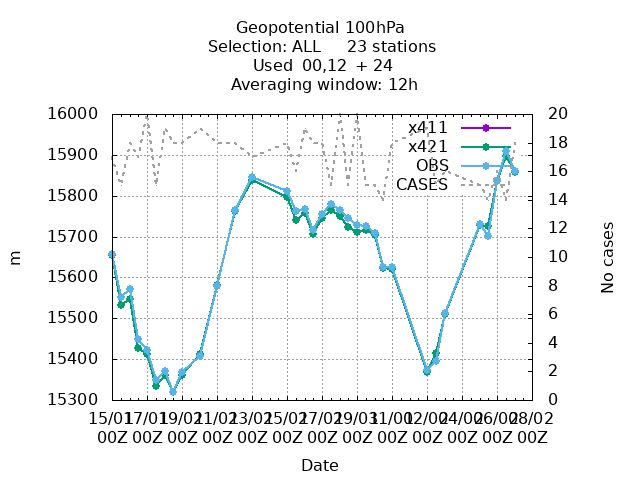 Geopotential 100hPa
Selection: ALL 23 stations
Used 00,12 + 24
Averaging window: 12h
16000
15900
15800
15700
15600
15500
15400
15300
m
x411
x421
OBS
CASES
20
18
16
14
12
10
8
6
4
2
0
No cases
15/01 17/01 19/01 21/01 23/01 25/01 27/01 29/01 31/01 02/02 04/02 06/02 08/02
00Z 00Z 00Z 00Z 00Z 00Z 00Z 00Z 00Z 00Z 00Z 00Z 00Z
Date